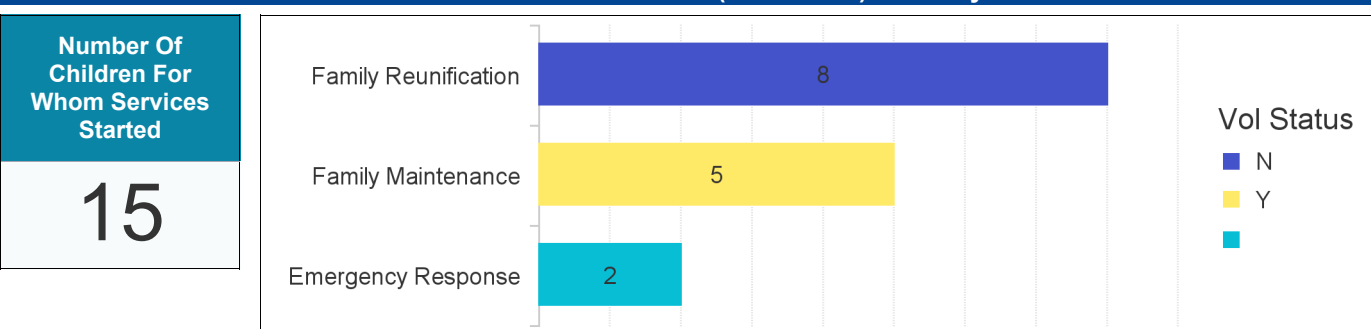 Number Of
Children For
Whom Services
Started
15
Family Reunification
8
Family Maintenance
5
Emergency Response
2
Vol Status
N
Y